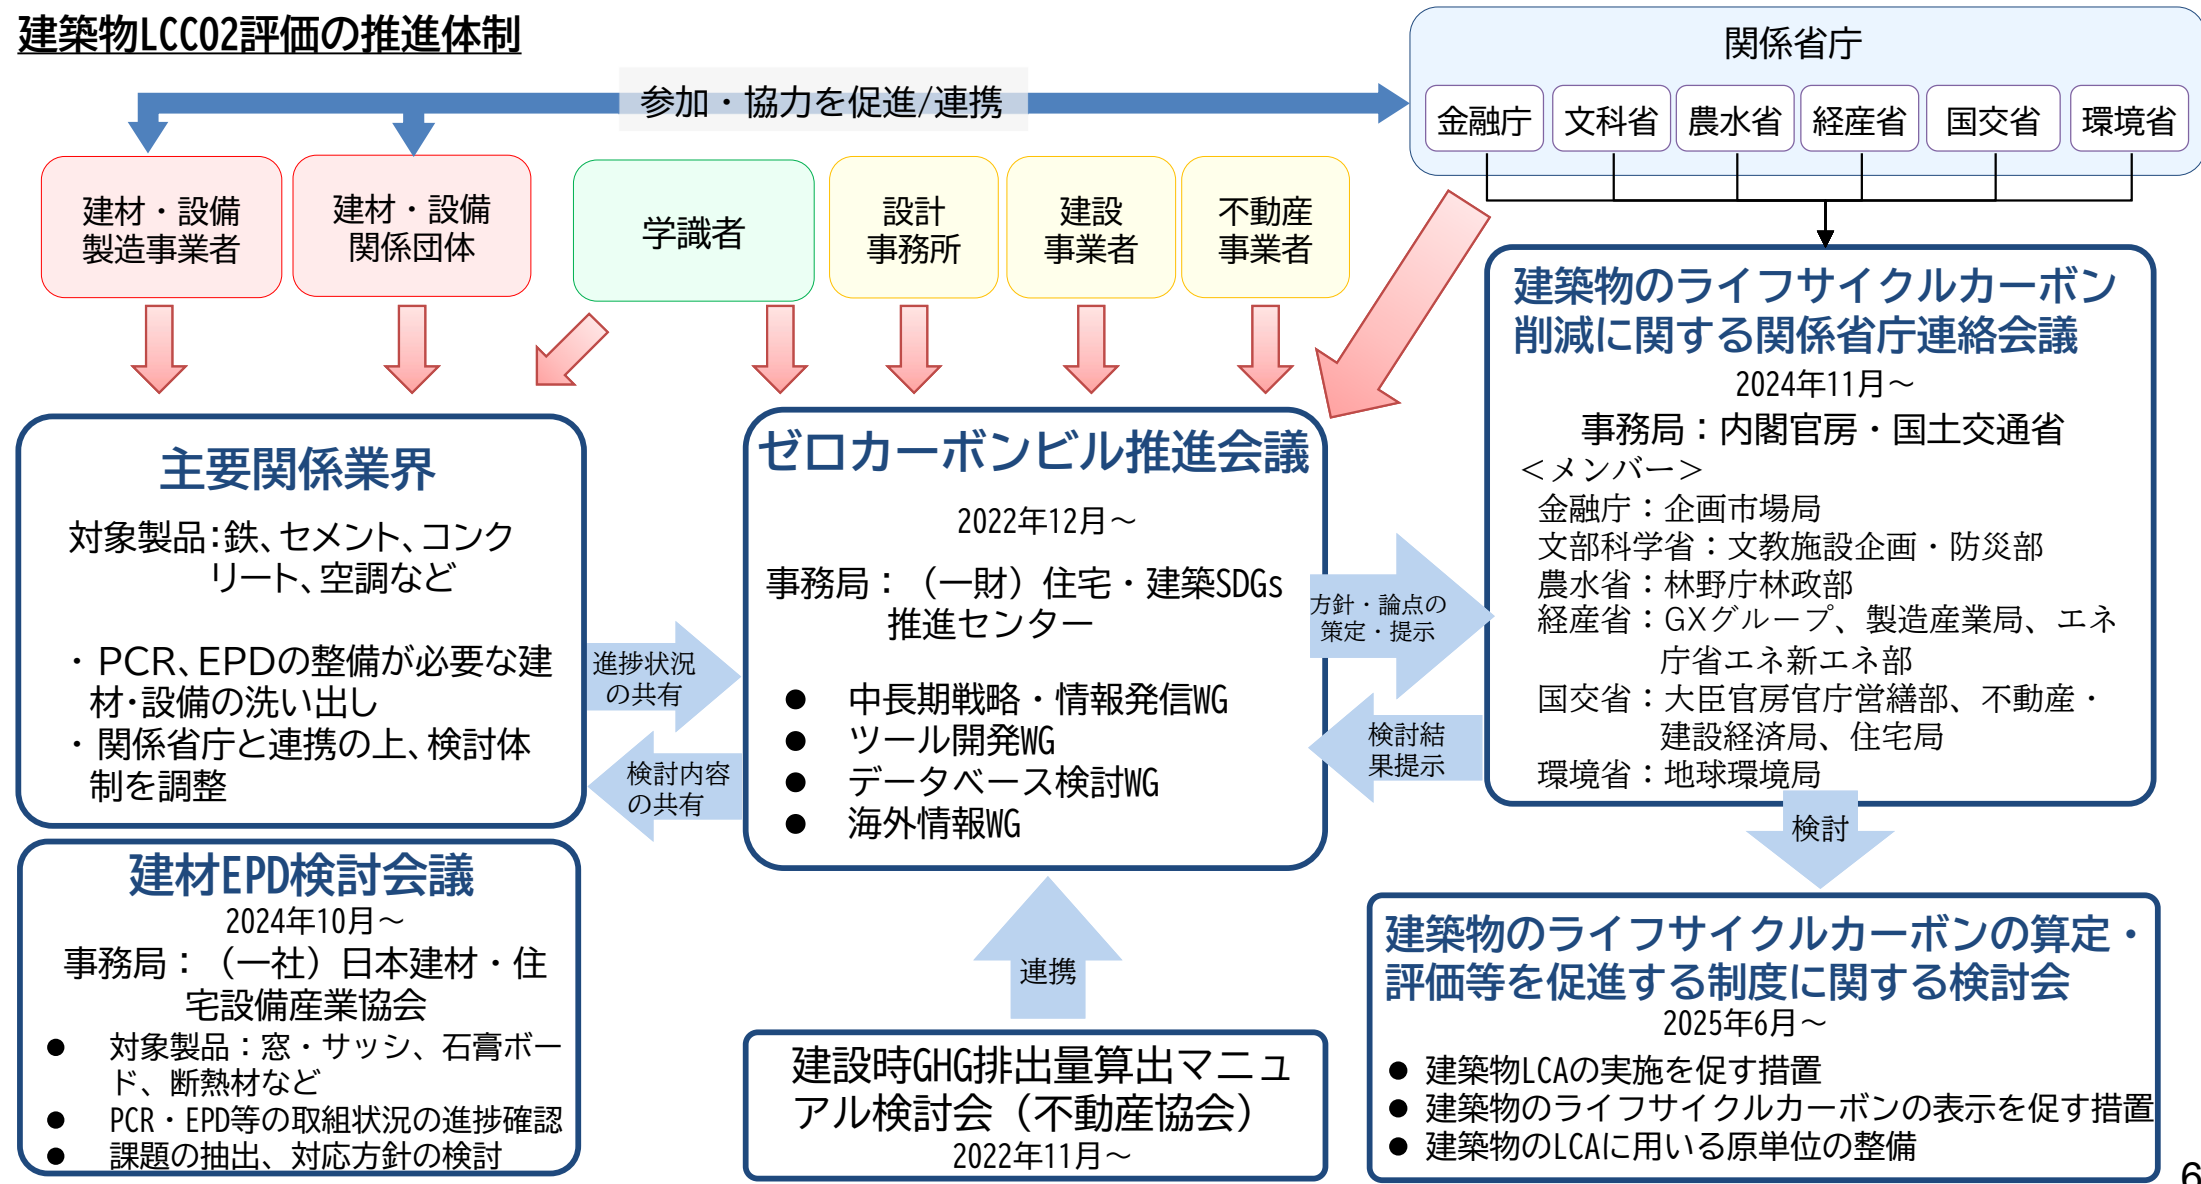 建築物LCCO2評価の推進体制
関係省庁
参加・協力を促進/連携
金融庁
文科省
農水省
経産省
国交省
環境省
建材・設備
製造事業者
建材・設備
関係団体
学識者
設計
事務所
建設
事業者
不動産
事業者
主要関係業界
対象製品：鉄、セメント、コンク
リート、空調など
・PCR、EPDの整備が必要な建
材・設備の洗い出し
・関係省庁と連携の上、検討体
制を調整
進捗状況
の共有
検討内容
の共有
建材EPD検討会議
2024年10月～
事務局：（一社）日本建材・住
宅設備産業協会
● 対象製品：窓・サッシ、石膏ボー
ド、断熱材など
● PCR・EPD等の取組状況の進捗確認
● 課題の抽出、対応方針の検討
ゼロカーボンビル推進会議
2022年12月～
事務局：（一財）住宅・建築SDGs
推進センター
● 中長期戦略・情報発信WG
● ツール開発WG
● データベース検討WG
● 海外情報WG
連携
建設時GHG排出量算出マニュ
アル検討会（不動産協会）
2022年11月～
方針・論点の
策定・提示
検討結
果提示
建築物のライフサイクルカーボン
削減に関する関係省庁連絡会議
2024年11月～
事務局：内閣官房・国土交通省
＜メンバー＞
金融庁：企画市場局
文部科学省：文教施設企画・防災部
農水省：林野庁林政部
経産省：GXグループ、製造産業局、エネ
庁省エネ新エネ部
国交省：大臣官房官庁営繕部、不動産・
建設経済局、住宅局
環境省：地球環境局
検討
建築物のライフサイクルカーボンの算定・
評価等を促進する制度に関する検討会
2025年6月～
● 建築物LCAの実施を促す措置
● 建築物のライフサイクルカーボンの表示を促す措置
● 建築物のLCAに用いる原単位の整備
6